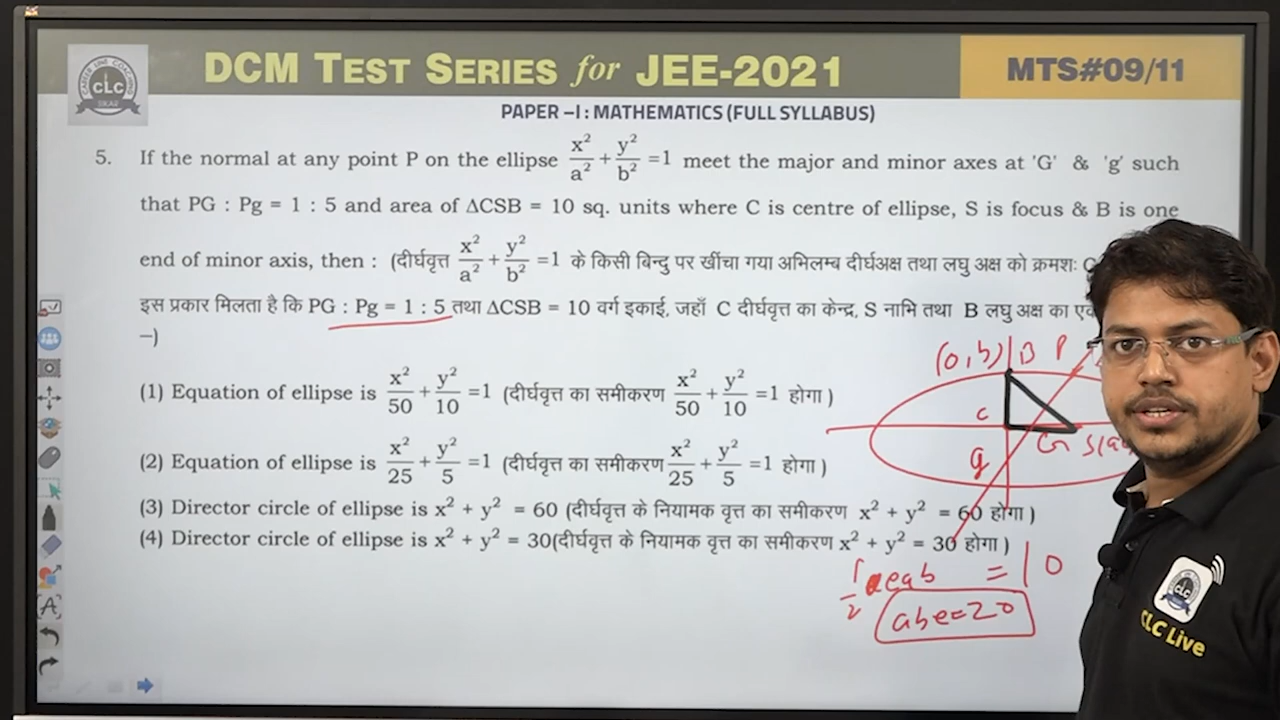 DCM TEST SERIES for JEE-2021
MTS#09/11
CLC
PAPER –I : MATHEMATICS (FULL SYLLABUS)
5. If the normal at any point P on the ellipse x²/a² + y²/b² =1 meet the major and minor axes at 'G' & 'g' such
that PG : Pg = 1 : 5 and area of ΔCSB = 10 sq. units where C is centre of ellipse, S is focus & B is one
end of minor axis, then : (दीर्घवृत्त x²/a² + y²/b² =1 के किसी बिन्दु पर खींचा गया अभिलम्ब दीर्घअक्ष तथा लघु अक्ष को क्रमशः
इस प्रकार मिलता है कि PG : Pg = 1 : 5 तथा ΔCSB = 10 वर्ग इकाई, जहाँ C दीर्घवृत्त का केन्द्र, S नाभि तथा B लघु अक्ष का
–)
(0,b) B P
(1) Equation of ellipse is x²/50 + y²/10 =1 (दीर्घवृत्त का समीकरण x²/50 + y²/10 =1 होगा )
C
G S(a
g
(2) Equation of ellipse is x²/25 + y²/5 =1 (दीर्घवृत्त का समीकरण x²/25 + y²/5 =1 होगा )
(3) Director circle of ellipse is x² + y² = 60 (दीर्घवृत्त के नियामक वृत्त का समीकरण x² + y² = 60 होगा )
(4) Director circle of ellipse is x² + y² = 30(दीर्घवृत्त के नियामक वृत्त का समीकरण x² + y² = 30 होगा )
1/2 aeab = 10
abe=20
CLC
CLC Live